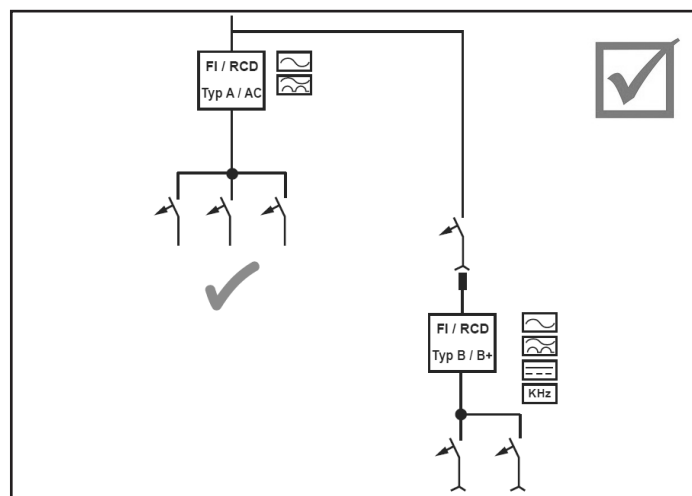 FI / RCD
Typ A / AC
FI / RCD
Typ B / B+
KHz